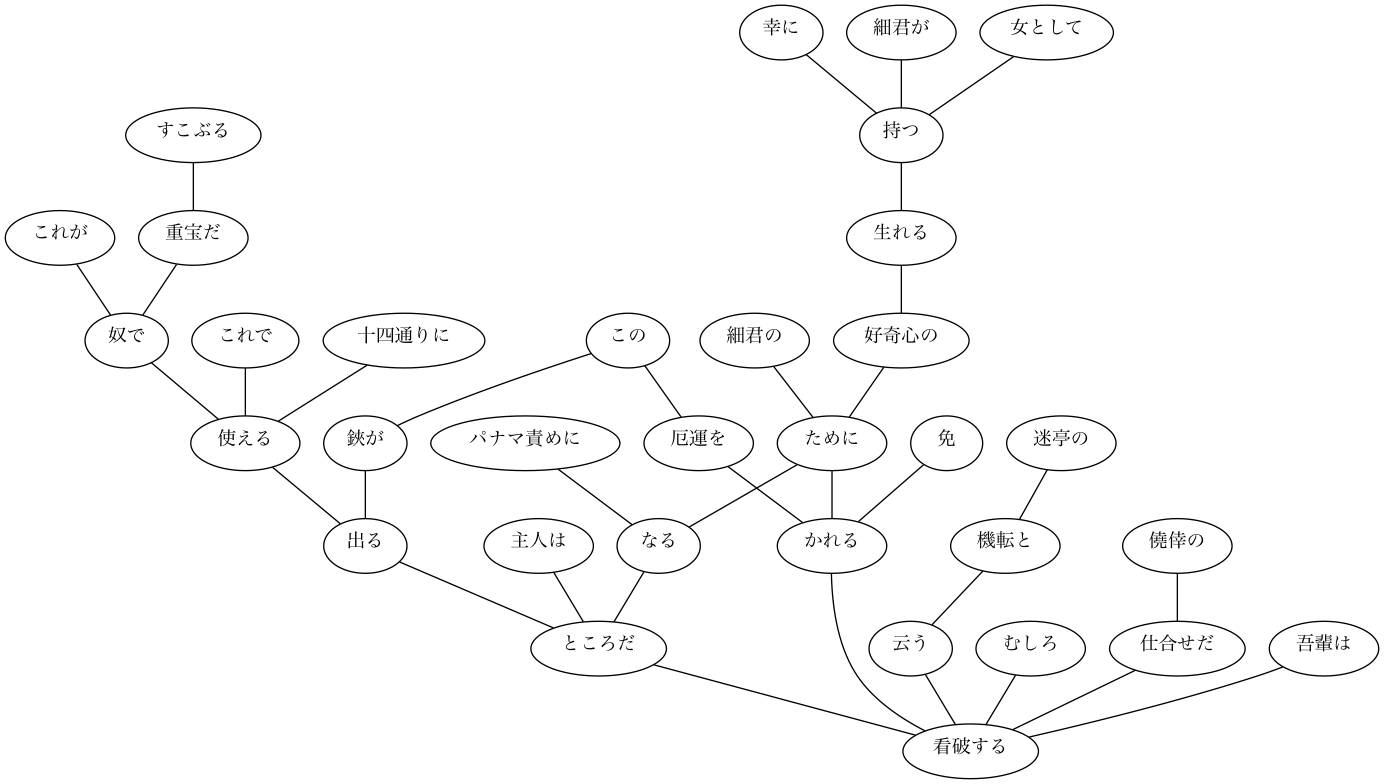 幸に
細君が
女として
すこぶる
持つ
これが
重宝だ
生れる
奴で
これで
十四通りに
この
細君の
好奇心の
使える
鋏が
パナマ責めに
厄運を
ために
免
迷亭の
出る
主人は
なる
かれる
機転と
僥倖の
ところだ
云う
むしろ
仕合せだ
吾輩は
看破する